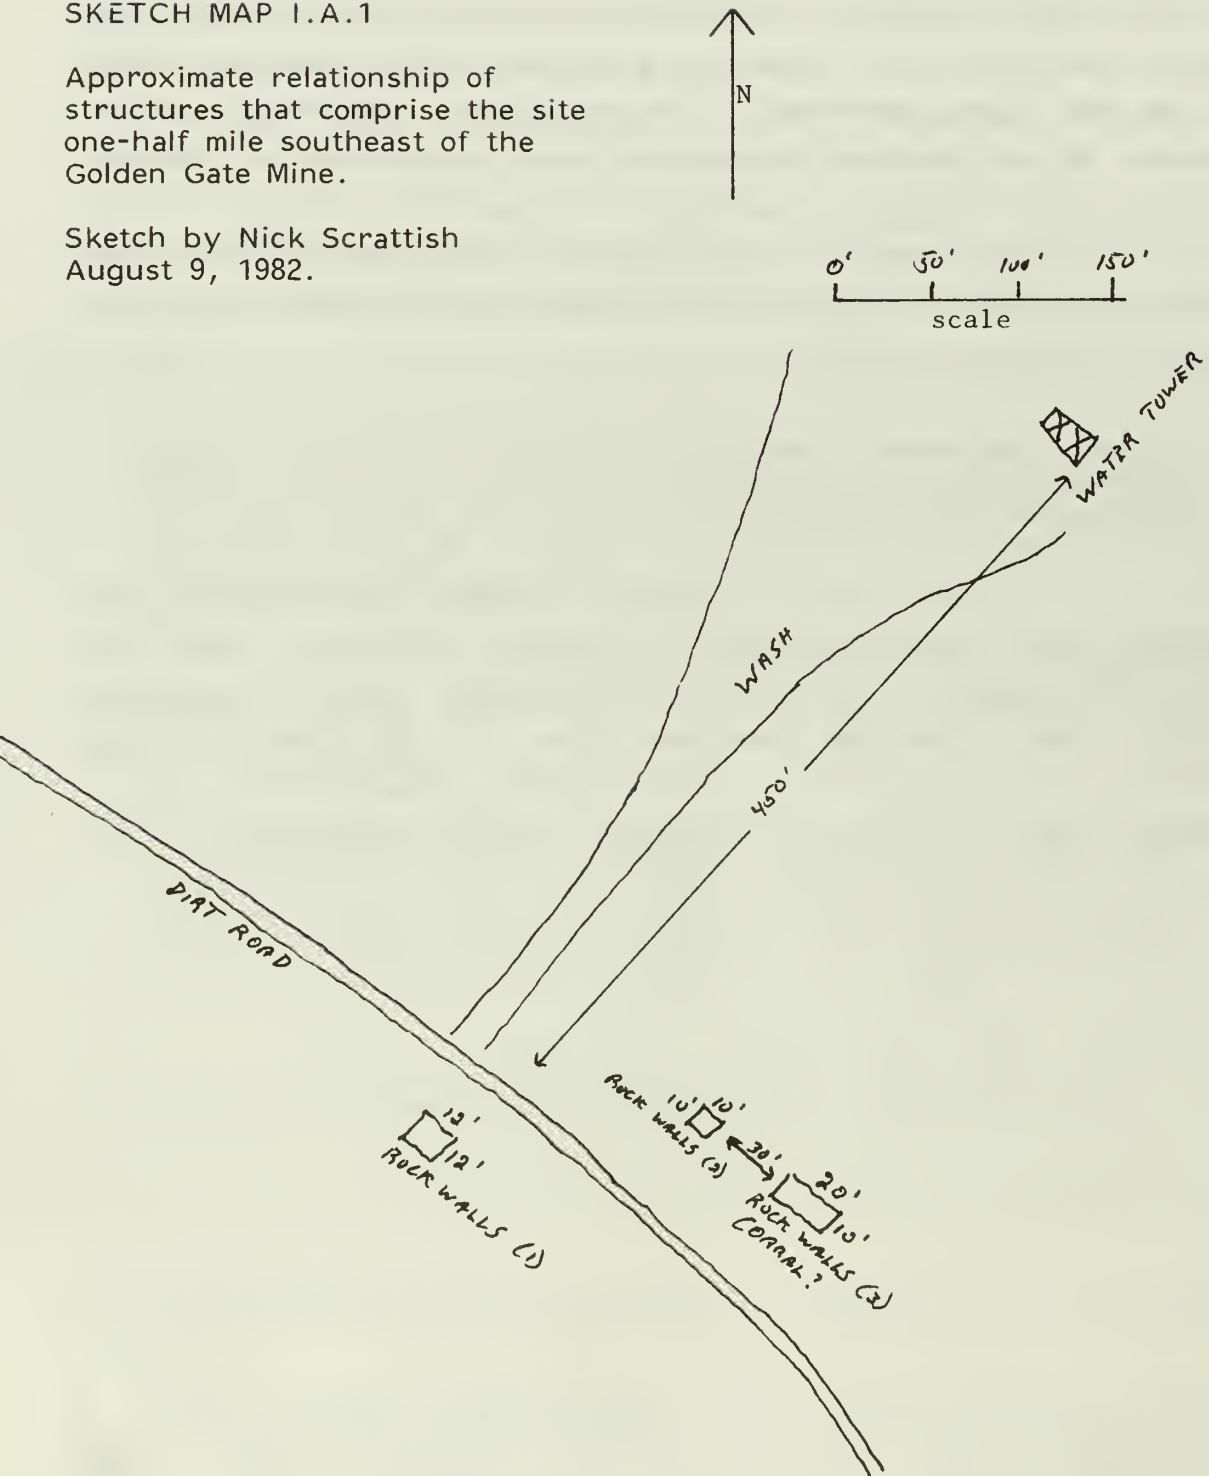 SKETCH MAP I.A.1
Approximate relationship of
structures that comprise the site
one-half mile southeast of the
Golden Gate Mine.
Sketch by Nick Scrattish
August 9, 1982.
N
0' 50' 100' 150'
scale
WATER TOWER
WASH
450'
DIRT ROAD
12'
12'
ROCK WALLS (1)
10' 10'
ROCK WALLS (2)
30'
20'
10'
ROCK WALLS (3)
CORRAL?